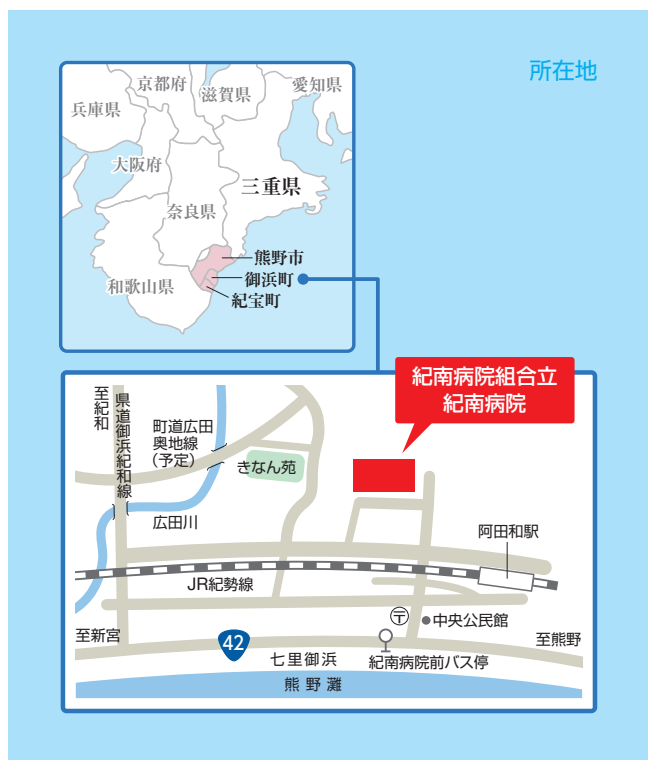 所在地
京都府
滋賀県
愛知県
兵庫県
大阪府
三重県
奈良県
熊野市
御浜町
和歌山県
紀宝町
紀南病院組合立
紀南病院
至紀和
県道御浜紀和線
町道広田
奥地線
（予定）
きなん苑
広田川
阿田和駅
JR紀勢線
〒
中央公民館
至新宮
42
至熊野
七里御浜
紀南病院前バス停
熊野灘